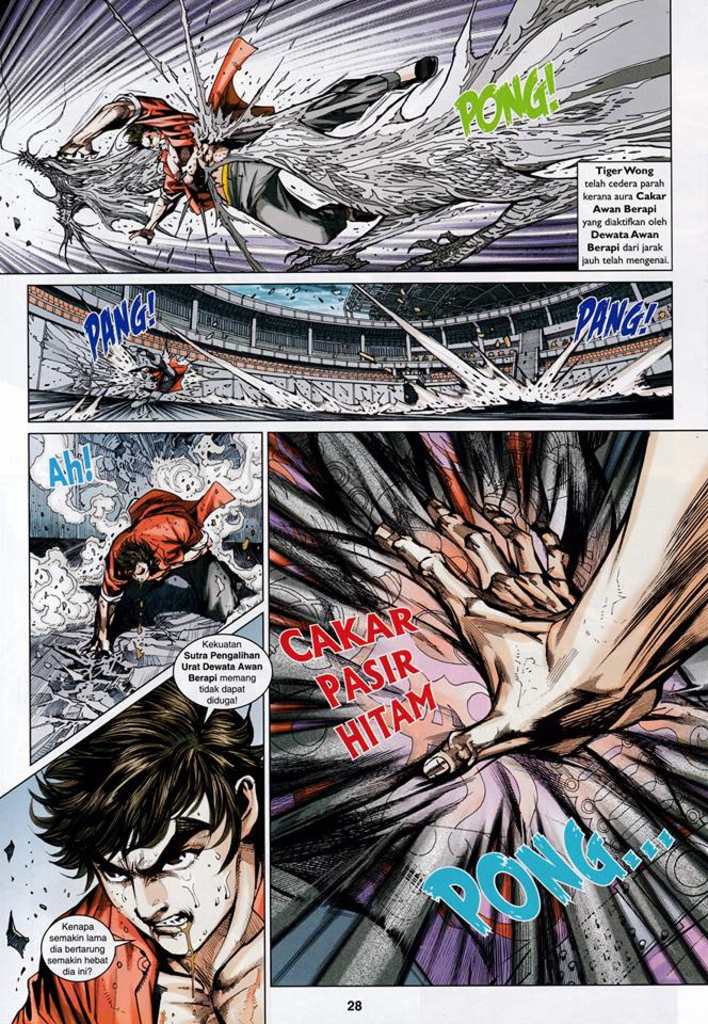 PONG!
Tiger Wong
telah cedera parah
kerana aura Cakar
Awan Berapi
yang diaktifkan oleh
Dewata Awan
Berapi dari jarak
jauh telah mengenai.
PANG!
PANG!
Ah!
Kekuatan
Sutra Pengalihan
Urat Dewata Awan
Berapi memang
tidak dapat
diduga!
CAKAR
PASIR
HITAM
PONG...
Kenapa
semakin lama
dia bertarung
semakin hebat
dia ini?
28